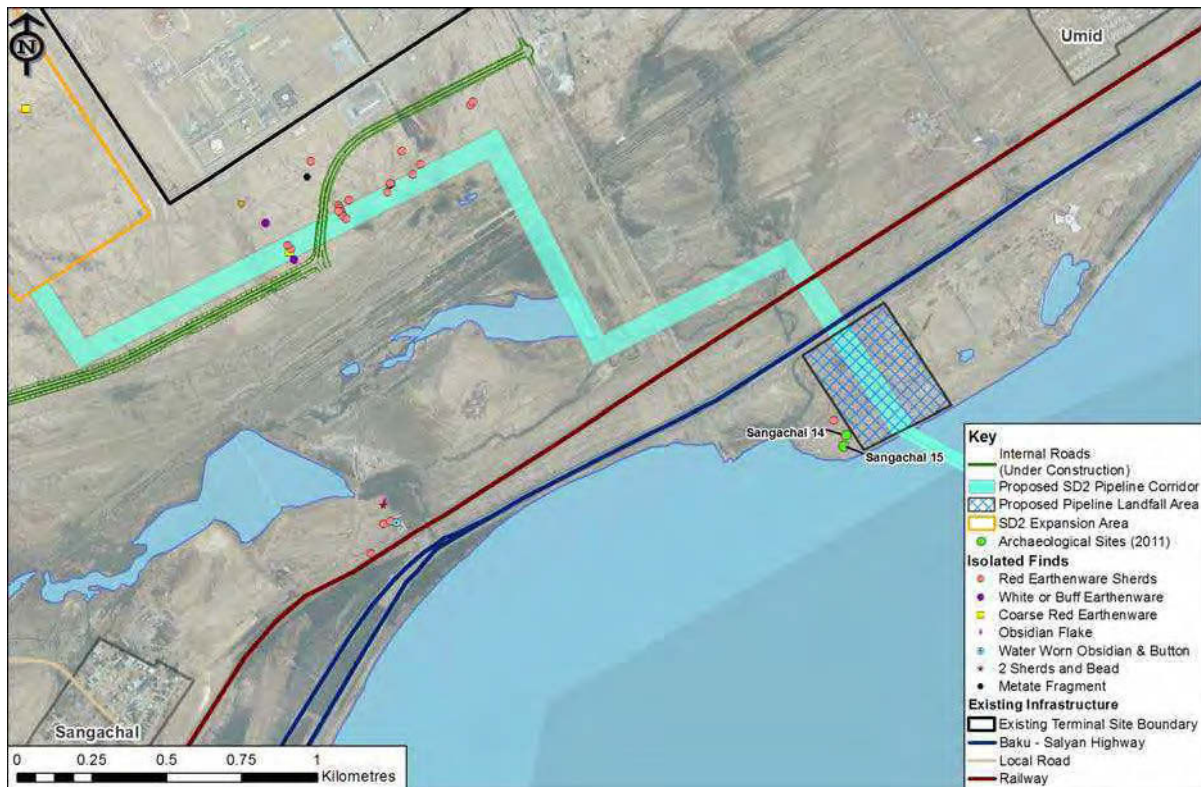 N
Umid
Sangachal 14
Sangachal 15
Sangachal
0 0.25 0.5 0.75 1
Kilometres
Key
Internal Roads
(Under Construction)
Proposed SD2 Pipeline Corridor
Proposed Pipeline Landfall Area
SD2 Expansion Area
Archaeological Sites (2011)
Isolated Finds
Red Earthenware Sherds
White or Buff Earthenware
Coarse Red Earthenware
Obsidian Flake
Water Worn Obsidian & Button
2 Sherds and Bead
Metate Fragment
Existing Infrastructure
Existing Terminal Site Boundary
Baku - Salyan Highway
Local Road
Railway